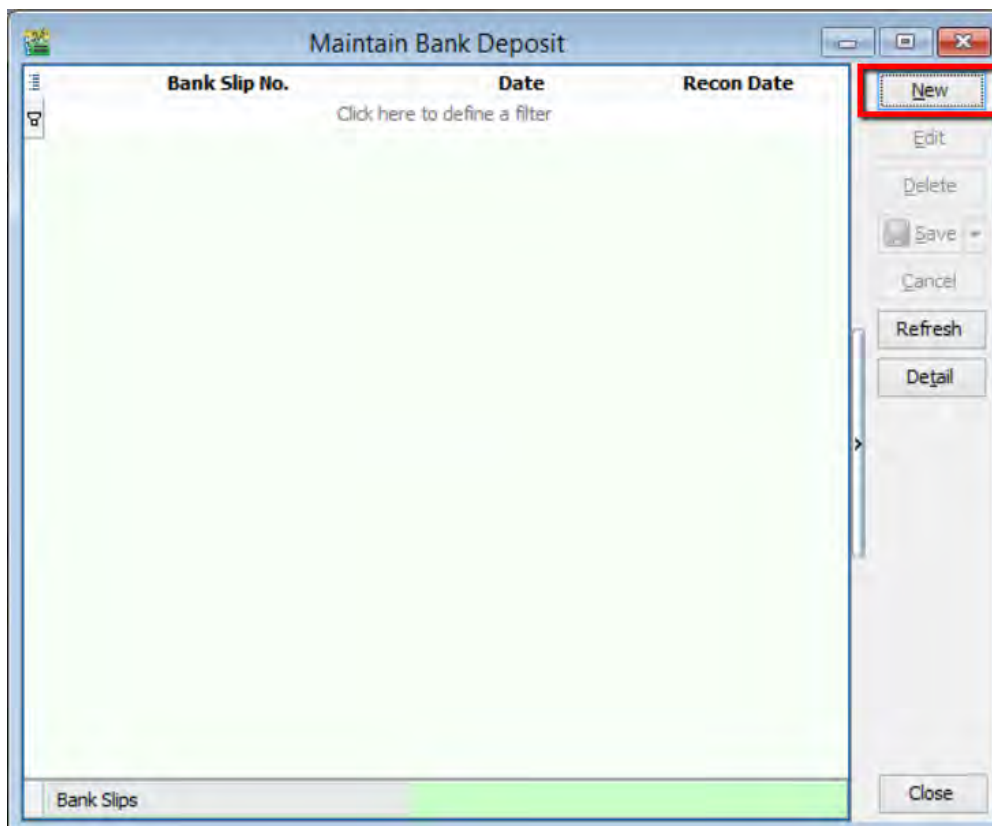 Maintain Bank Deposit
Bank Slip No. Date Recon Date
Click here to define a filter
New
Edit
Delete
Save
Cancel
Refresh
Detail
Bank Slips
Close